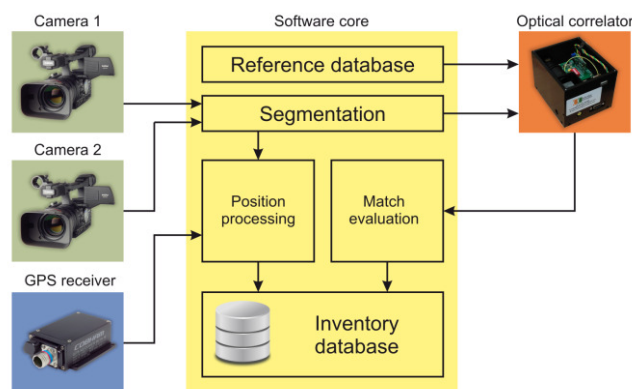 Camera 1
Software core
Optical correlator
Reference database
Segmentation
Camera 2
Position
processing
Match
evaluation
GPS receiver
Inventory
database